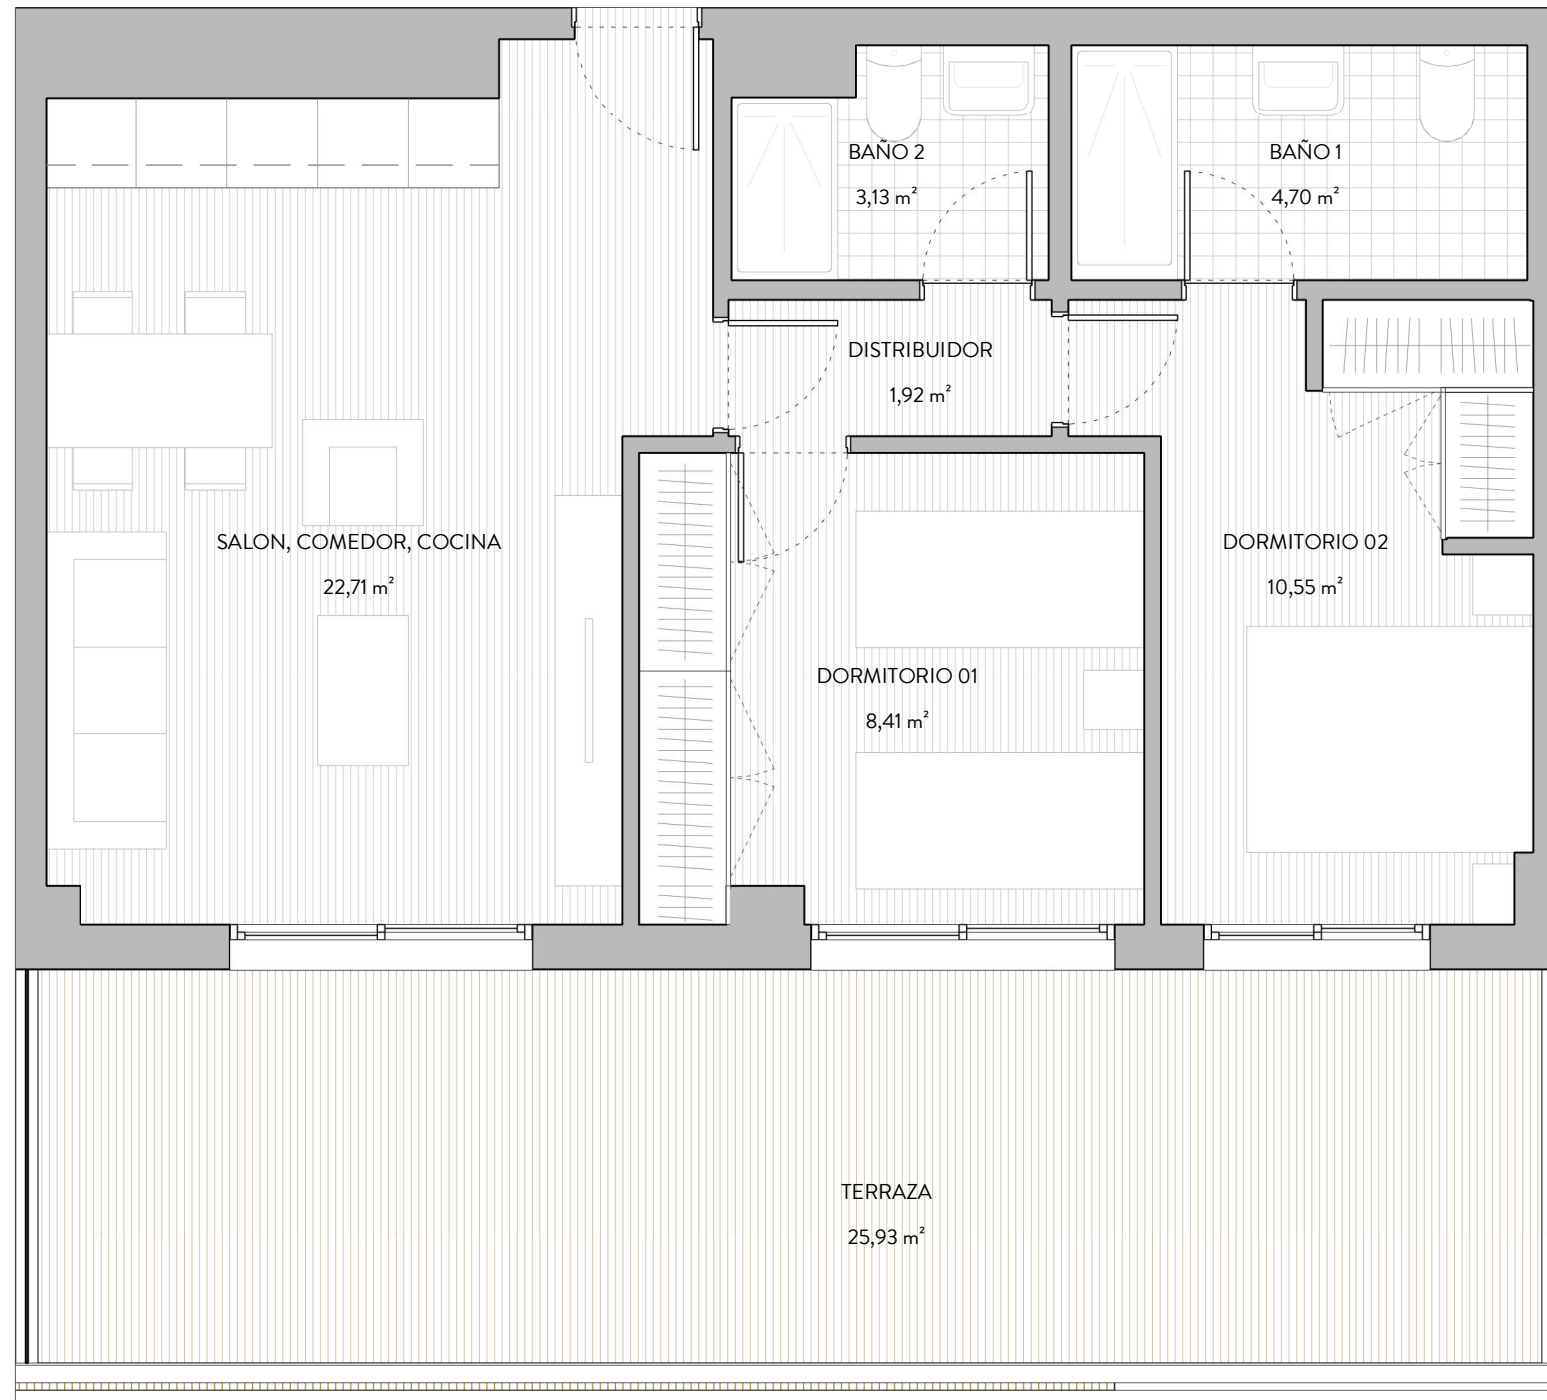 BAÑO 2
3,13 m²
BAÑO 1
4,70 m²
DISTRIBUIDOR
1,92 m²
SALON, COMEDOR, COCINA
22,71 m²
DORMITORIO 02
10,55 m²
DORMITORIO 01
8,41 m²
TERRAZA
25,93 m²